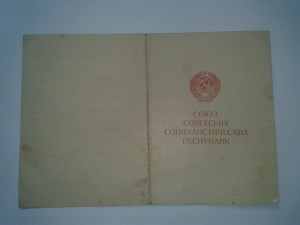 СОЮЗ
СОВЕТСКИХ
СОЦИАЛИСТИЧЕСКИХ
РЕСПУБЛИК